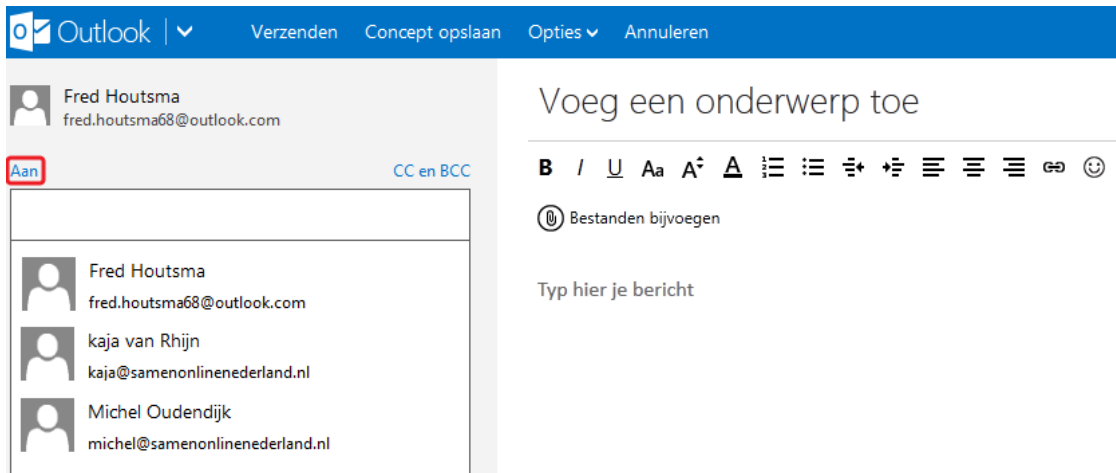 Outlook
Verzenden Concept opslaan Opties Annuleren
Fred Houtsma
fred.houtsma68@outlook.com
Aan CC en BCC
Fred Houtsma
fred.houtsma68@outlook.com
kaja van Rhijn
kaja@samenonlinenederland.nl
Michel Oudendijk
michel@samenonlinenederland.nl
Voeg een onderwerp toe
B I U Aa A A
Bestanden bijvoegen
Typ hier je bericht